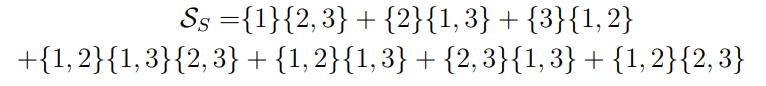 𝒮_S ={1}{2, 3} + {2}{1, 3} + {3}{1, 2}
+{1, 2}{1, 3}{2, 3} + {1, 2}{1, 3} + {2, 3}{1, 3} + {1, 2}{2, 3}